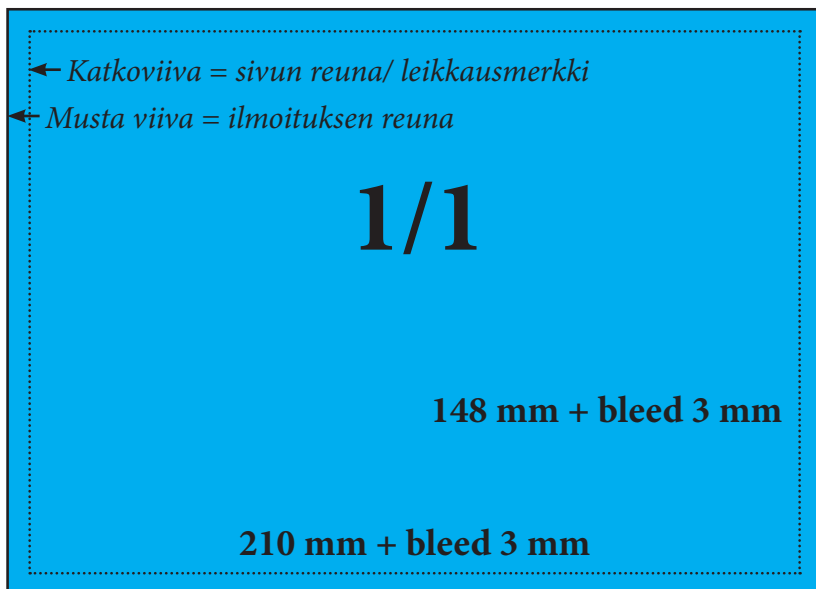 Katkoviiva = sivun reuna/ leikkausmerkki
Musta viiva = ilmoituksen reuna
1/1
148 mm + bleed 3 mm
210 mm + bleed 3 mm